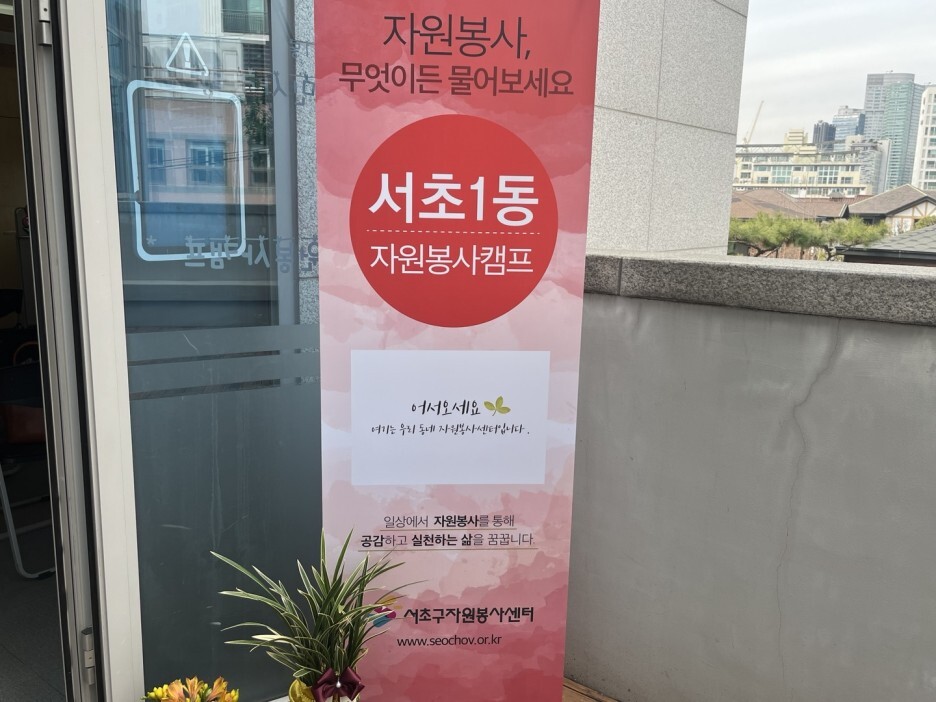 자원봉사,
무엇이든 물어보세요
서초1동
자원봉사캠프
어서오세요
여기는 우리 동네 자원봉사센터입니다.
일상에서 자원봉사를 통해
공감하고 실천하는 삶을 꿈꿉니다.
서초구자원봉사센터
www.seochov.or.kr